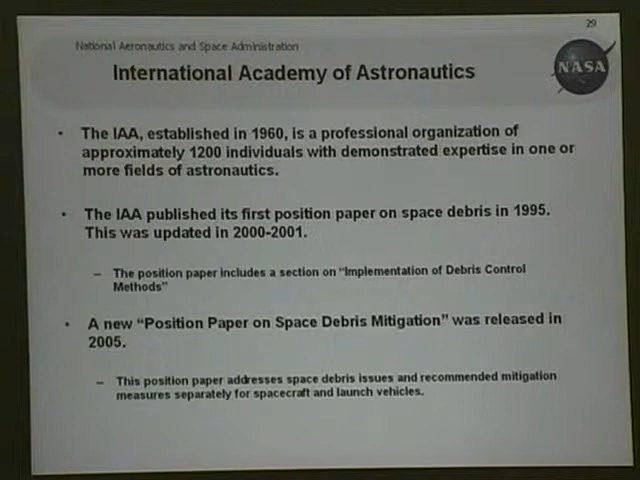 29
National Aeronautics and Space Administration
International Academy of Astronautics
NASA
• The IAA, established in 1960, is a professional organization of
approximately 1200 individuals with demonstrated expertise in one or
more fields of astronautics.
• The IAA published its first position paper on space debris in 1995.
This was updated in 2000-2001.
– The position paper includes a section on "Implementation of Debris Control
Methods"
• A new "Position Paper on Space Debris Mitigation" was released in
2005.
– This position paper addresses space debris issues and recommended mitigation
measures separately for spacecraft and launch vehicles.